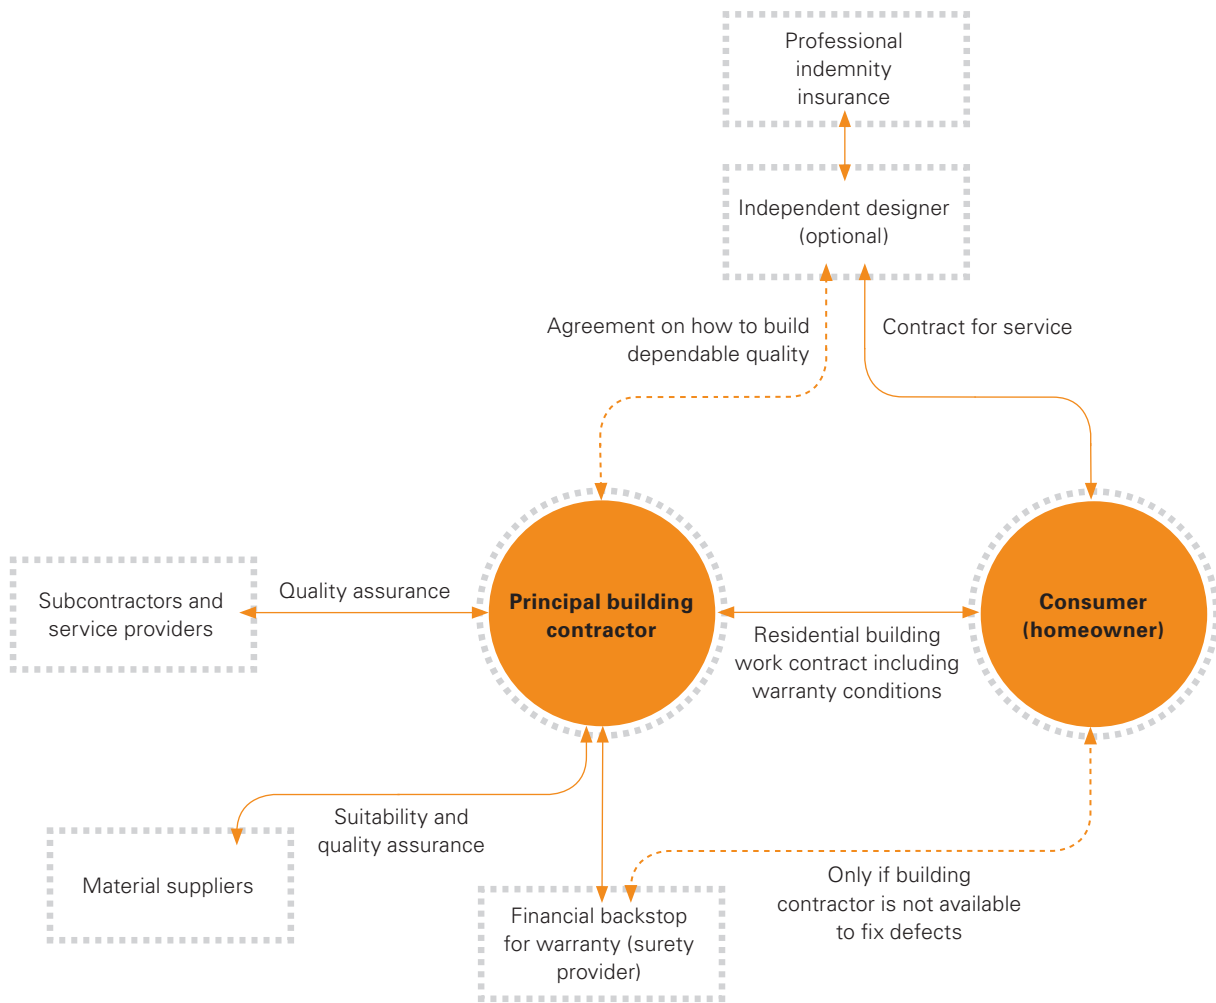 Professional
indemnity
insurance
Independent designer
(optional)
Agreement on how to build
dependable quality
Contract for service
Subcontractors and
service providers
Quality assurance
Principal building
contractor
Residential building
work contract including
warranty conditions
Consumer
(homeowner)
Suitability and
quality assurance
Material suppliers
Financial backstop
for warranty (surety
provider)
Only if building
contractor is not available
to fix defects